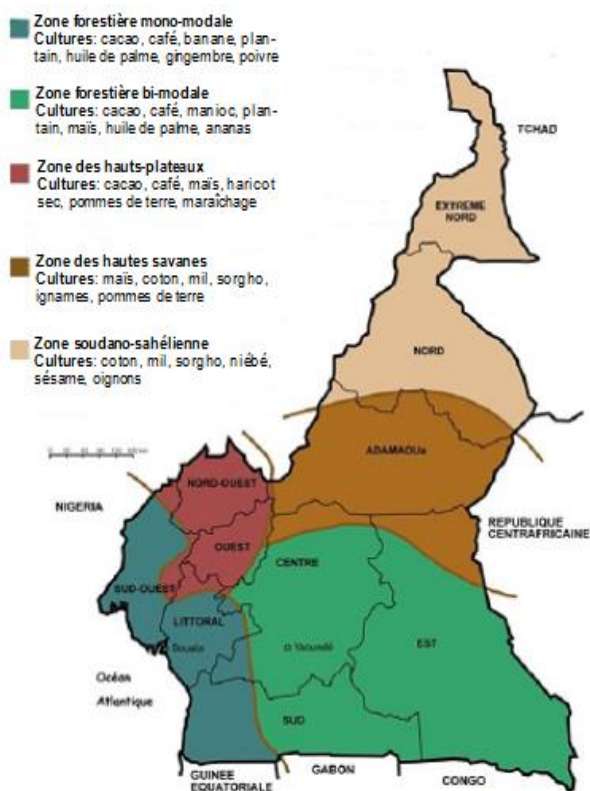 Zone forestière mono-modale
Cultures: cacao, café, banane, plan-
tain, huile de palme, gingembre, poivre
Zone forestière bi-modale
Cultures: cacao, café, manioc, plan-
tain, maïs, huile de palme, ananas
Zone des hauts-plateaux
Cultures: cacao, café, maïs, haricot
sec, pommes de terre, maraîchage
Zone des hautes savanes
Cultures: maïs, coton, mil, sorgho,
ignames, pommes de terre
Zone soudano-sahélienne
Cultures: coton, mil, sorgho, niébé,
sésame, oignons
TCHAD
EXYREME
NORD
NORD
ADAMAOUa
NORD-OUEST
NIGERIA
REPUBLIQUE
CENTRAFRICAINE
OUEST
CENTRE
SUD-OUEST
LITTORAL
Douala
o Yaoundé
EST
Océan
Atlantique
SUD
GUINEE
EQUATORIALE
GABON
CONGO